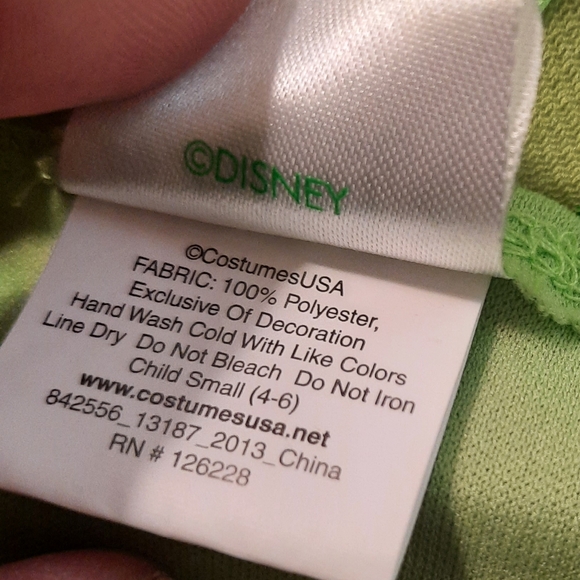 ©DISNEY
©CostumesUSA
FABRIC: 100% Polyester,
Exclusive Of Decoration
Hand Wash Cold With Like Colors
Line Dry Do Not Bleach Do Not Iron
Child Small (4-6)
www.costumesusa.net
842556_13187_2013_China
RN # 126228